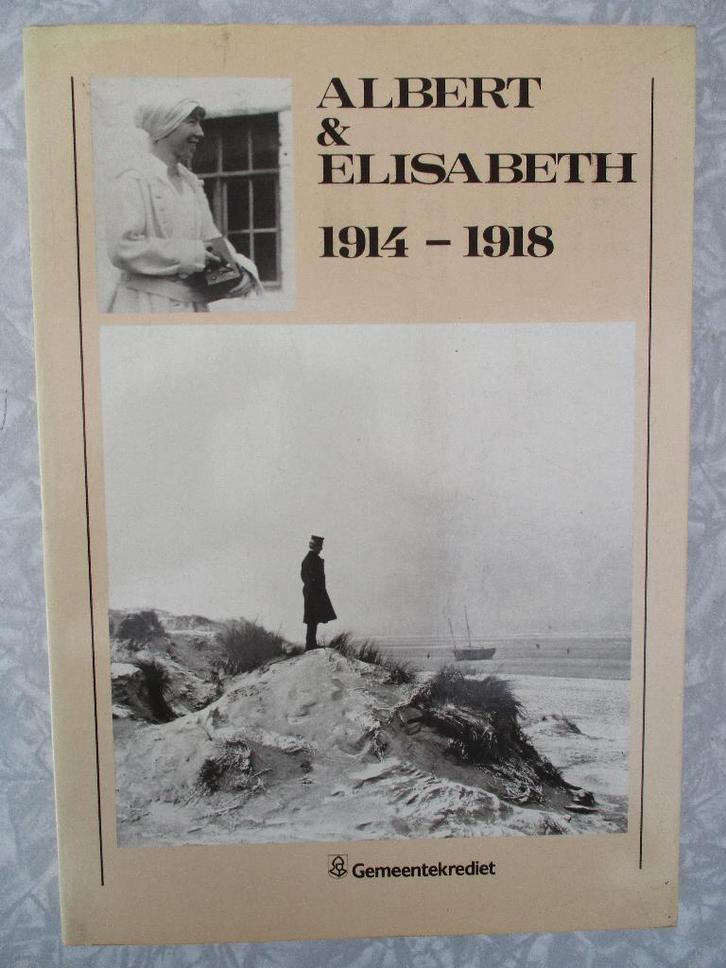 ALBERT
&
ELISABETH
1914 – 1918
Gemeentekrediet